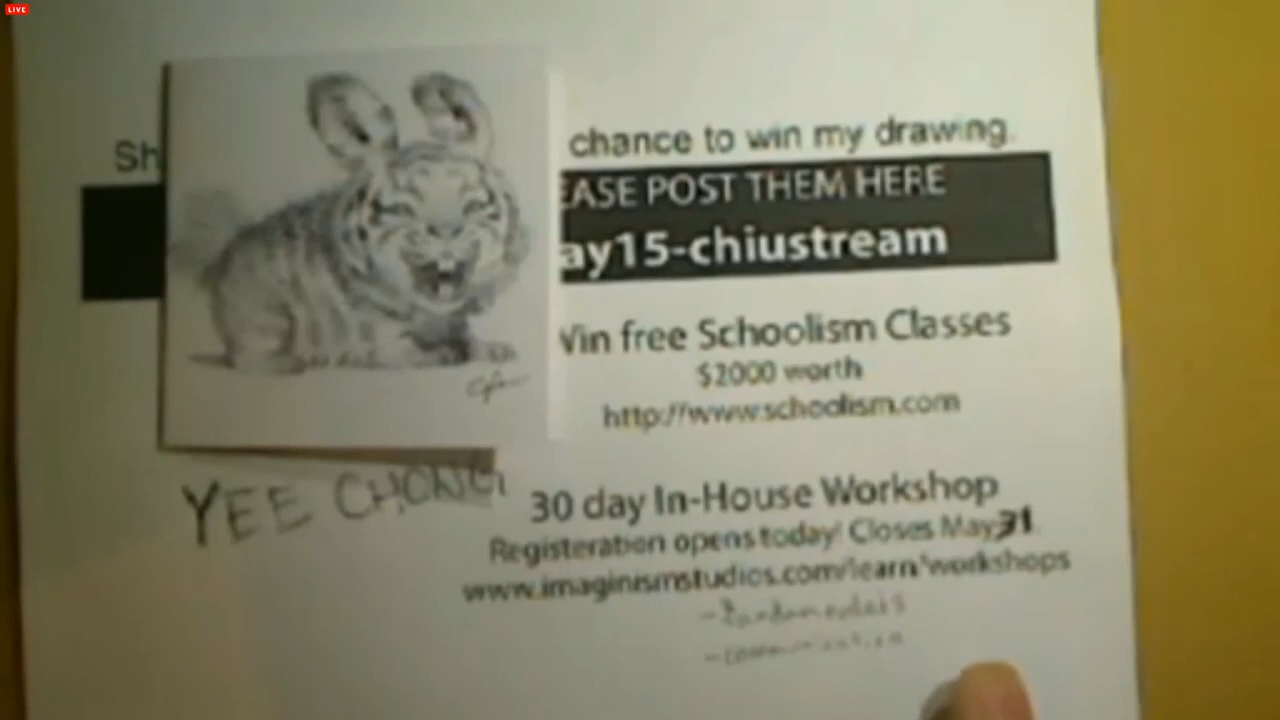 LIVE
Sh chance to win my drawing.
EASE POST THEM HERE
ay15-chiustream
Win free Schoolism Classes
$2000 worth
http://www.schoolism.com
YEE CHONG
30 day In-House Workshop
Registeration opens today! Closes May 31.
www.imaginismstudios.com/learn/workshops
-Fundamentals